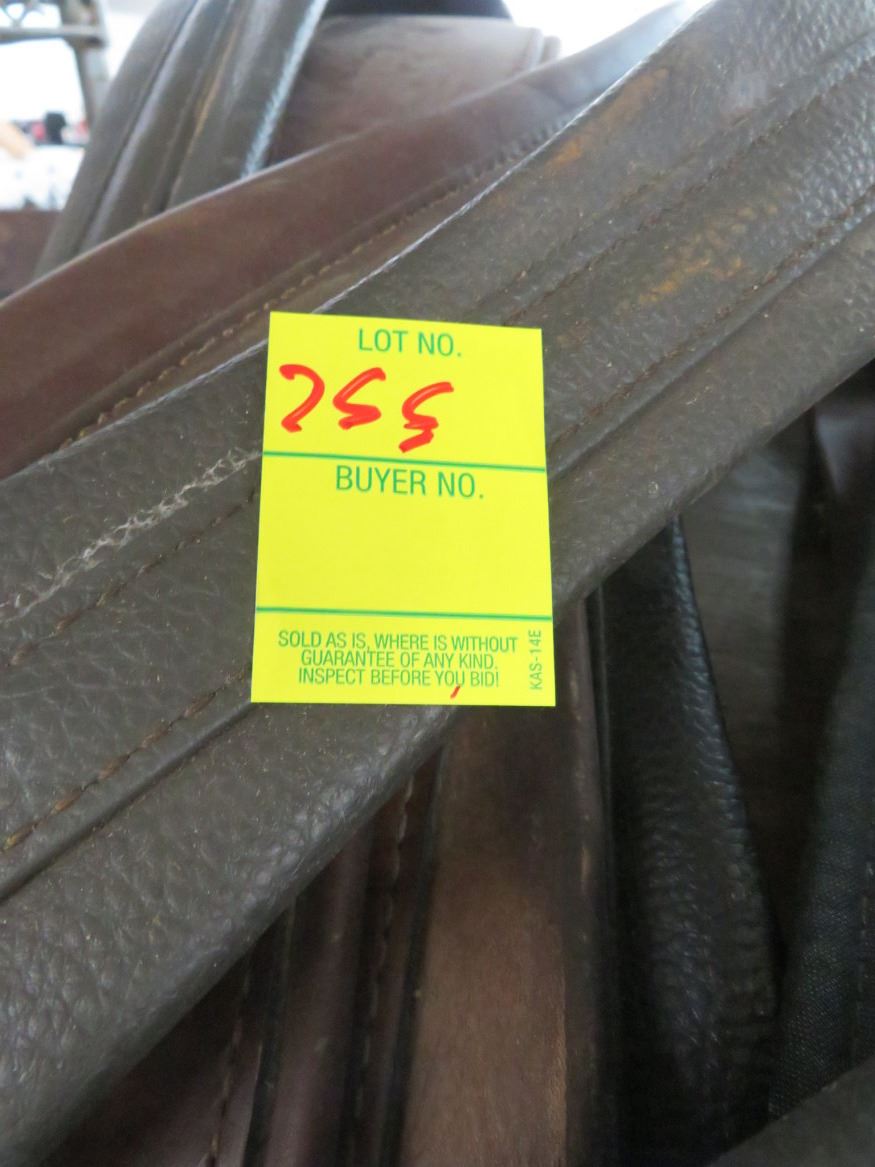 LOT NO.
255
BUYER NO.
SOLD AS IS, WHERE IS WITHOUT
GUARANTEE OF ANY KIND.
INSPECT BEFORE YOU BID!
KAS-14E